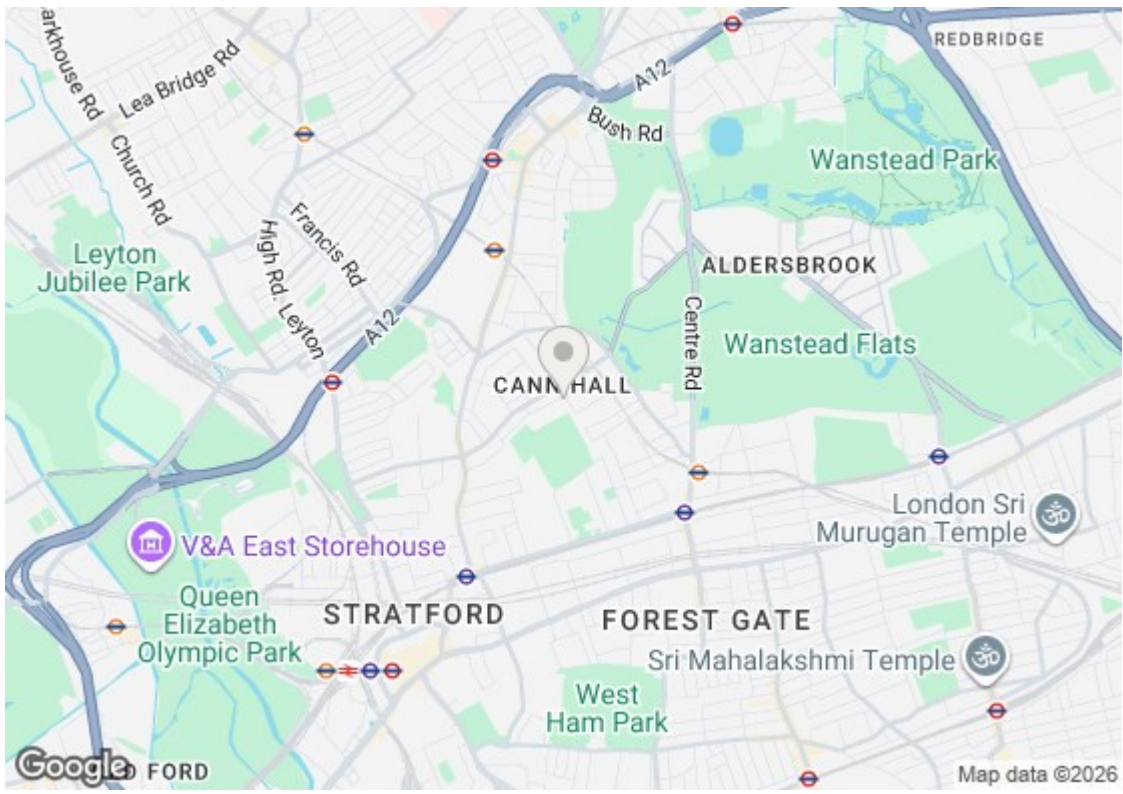 REDBRIDGE
arkhouse Rd
Lea Bridge Rd
A12
Bush Rd
Church Rd
Wanstead Park
Francis Rd
High Rd. Leyton
Leyton
Jubilee Park
ALDERSBROOK
A12
Centre Rd
Wanstead Flats
CANN HALL
London Sri
Murugan Temple
V&A East Storehouse
Queen
Elizabeth
Olympic Park
STRATFORD
FOREST GATE
Sri Mahalakshmi Temple
West
Ham Park
Google
OLD FORD
Map data ©2026